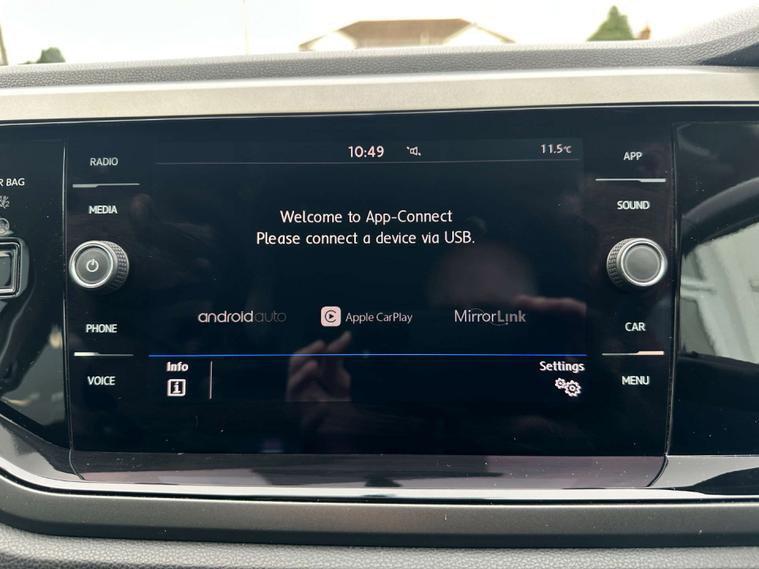 10:49
11.5°C
RADIO
MEDIA
PHONE
VOICE
Welcome to App-Connect
Please connect a device via USB.
androidauto
Apple CarPlay
MirrorLink
Info
i
Settings
APP
SOUND
CAR
MENU
R BAG